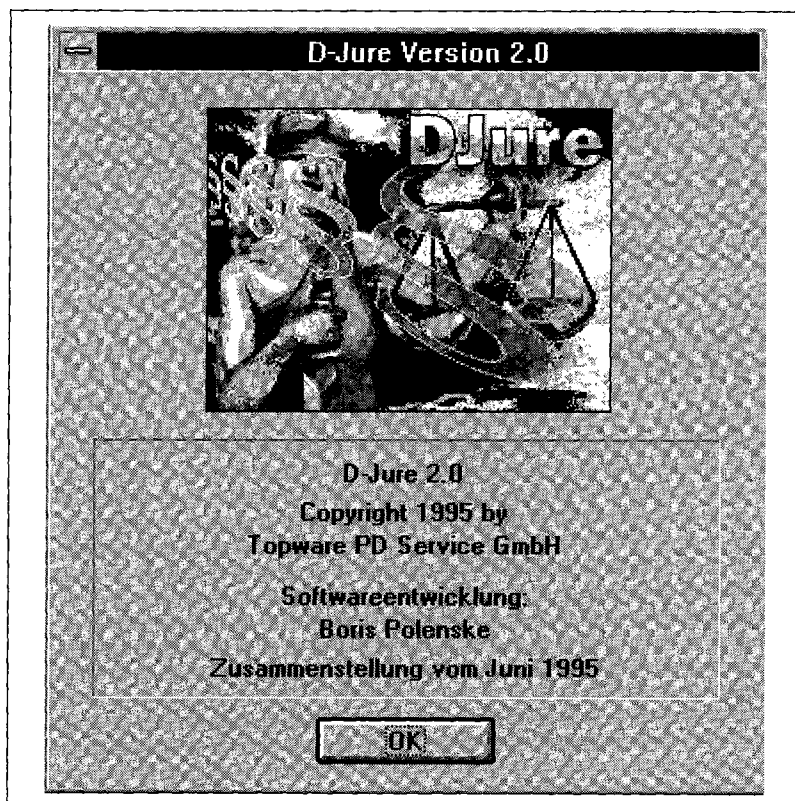 D-Jure Version 2.0
DJure
D-Jure 2.0
Copyright 1995 by
Topware PD Service GmbH
Softwareentwicklung:
Boris Polenske
Zusammenstellung vom Juni 1995
OK